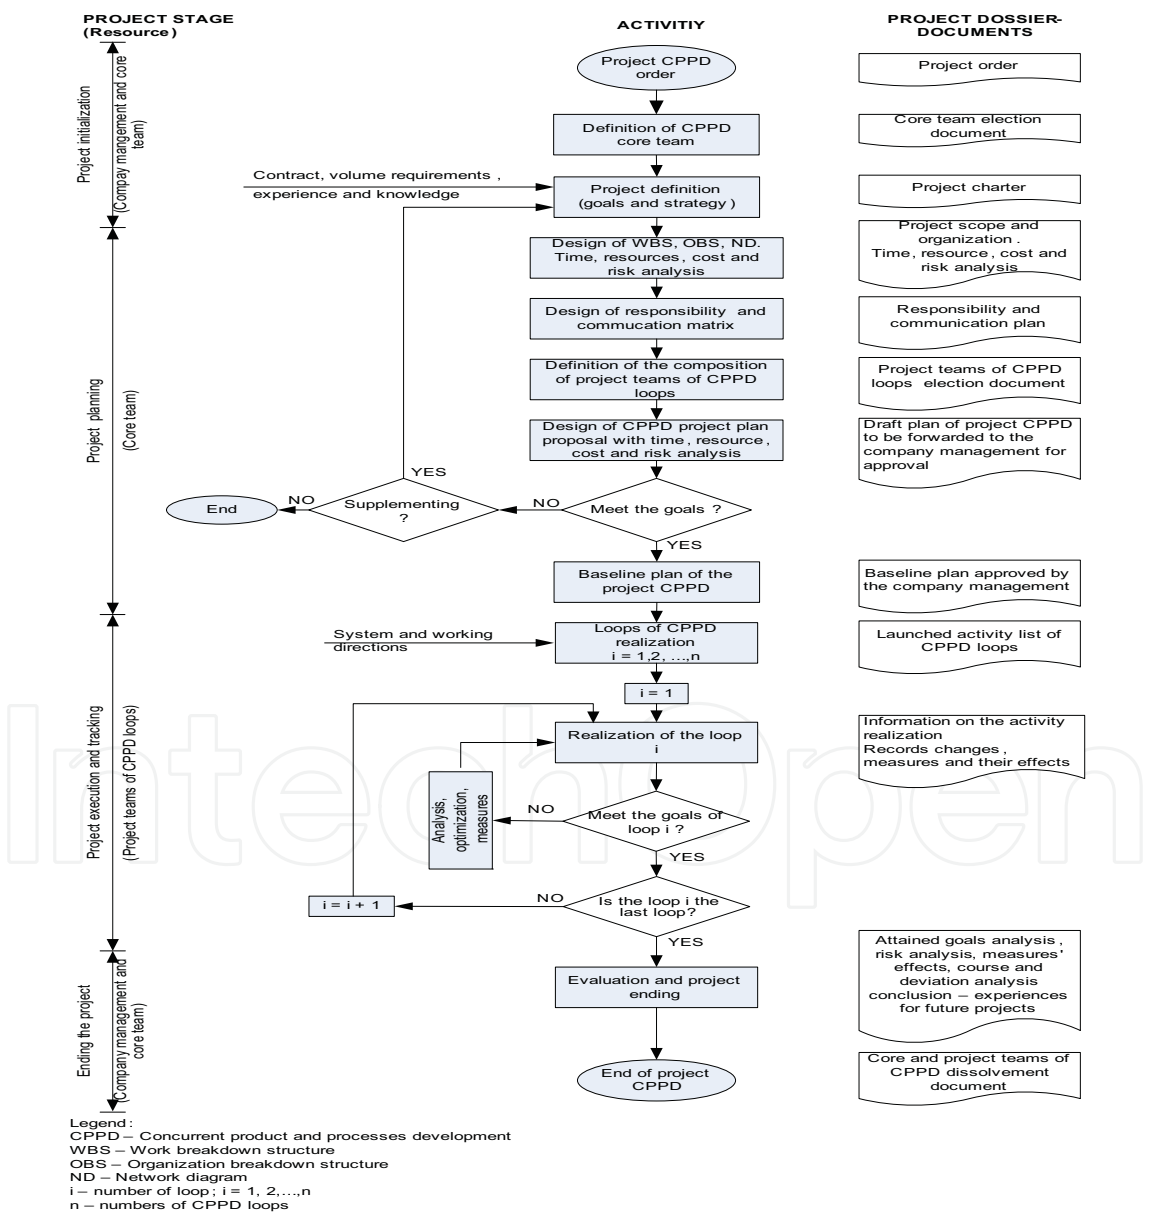 PROJECT STAGE
(Resource)
ACTIVITIY
PROJECT DOSSIER-
DOCUMENTS
Project initialization
(Compay mangement and core
team)
Project CPPD
order
Project order
Definition of CPPD
core team
Core team election
document
Contract, volume requirements ,
experience and knowledge
Project definition
(goals and strategy )
Project charter
Project planning
(Core team)
Design of WBS, OBS, ND.
Time, resources, cost and
risk analysis
Project scope and
organization .
Time, resource, cost and
risk analysis
Design of responsibility and
commucation matrix
Responsibility and
communication plan
Definition of the composition
of project teams of CPPD
loops
Project teams of CPPD
loops election document
Design of CPPD project plan
proposal with time , resource ,
cost and risk analysis
Draft plan of project CPPD
to be forwarded to the
company management for
approval
YES
End
NO
Supplementing
?
NO
Meet the goals ?
YES
Baseline plan of the
project CPPD
Baseline plan approved by
the company management
Project execution and tracking
(Project teams of CPPD loops)
System and working
directions
Loops of CPPD
realization
i = 1,2, ...,n
Launched activity list of
CPPD loops
i = 1
Realization of the loop
i
Information on the activity
realization
Records changes ,
measures and their effects
Analysis,
optimization,
measures
NO
Meet the goals of
loop i ?
YES
i = i + 1
NO
Is the loop i the
last loop?
YES
Ending the project
(Company management and
core team)
Evaluation and project
ending
Attained goals analysis ,
risk analysis, measures'
effects, course and
deviation analysis
conclusion – experiences
for future projects
End of project
CPPD
Core and project teams of
CPPD dissolvement
document
Legend :
CPPD – Concurrent product and processes development
WBS – Work breakdown structure
OBS – Organization breakdown structure
ND – Network diagram
i – number of loop ; i = 1, 2,...,n
n – numbers of CPPD loops
IntechOpen